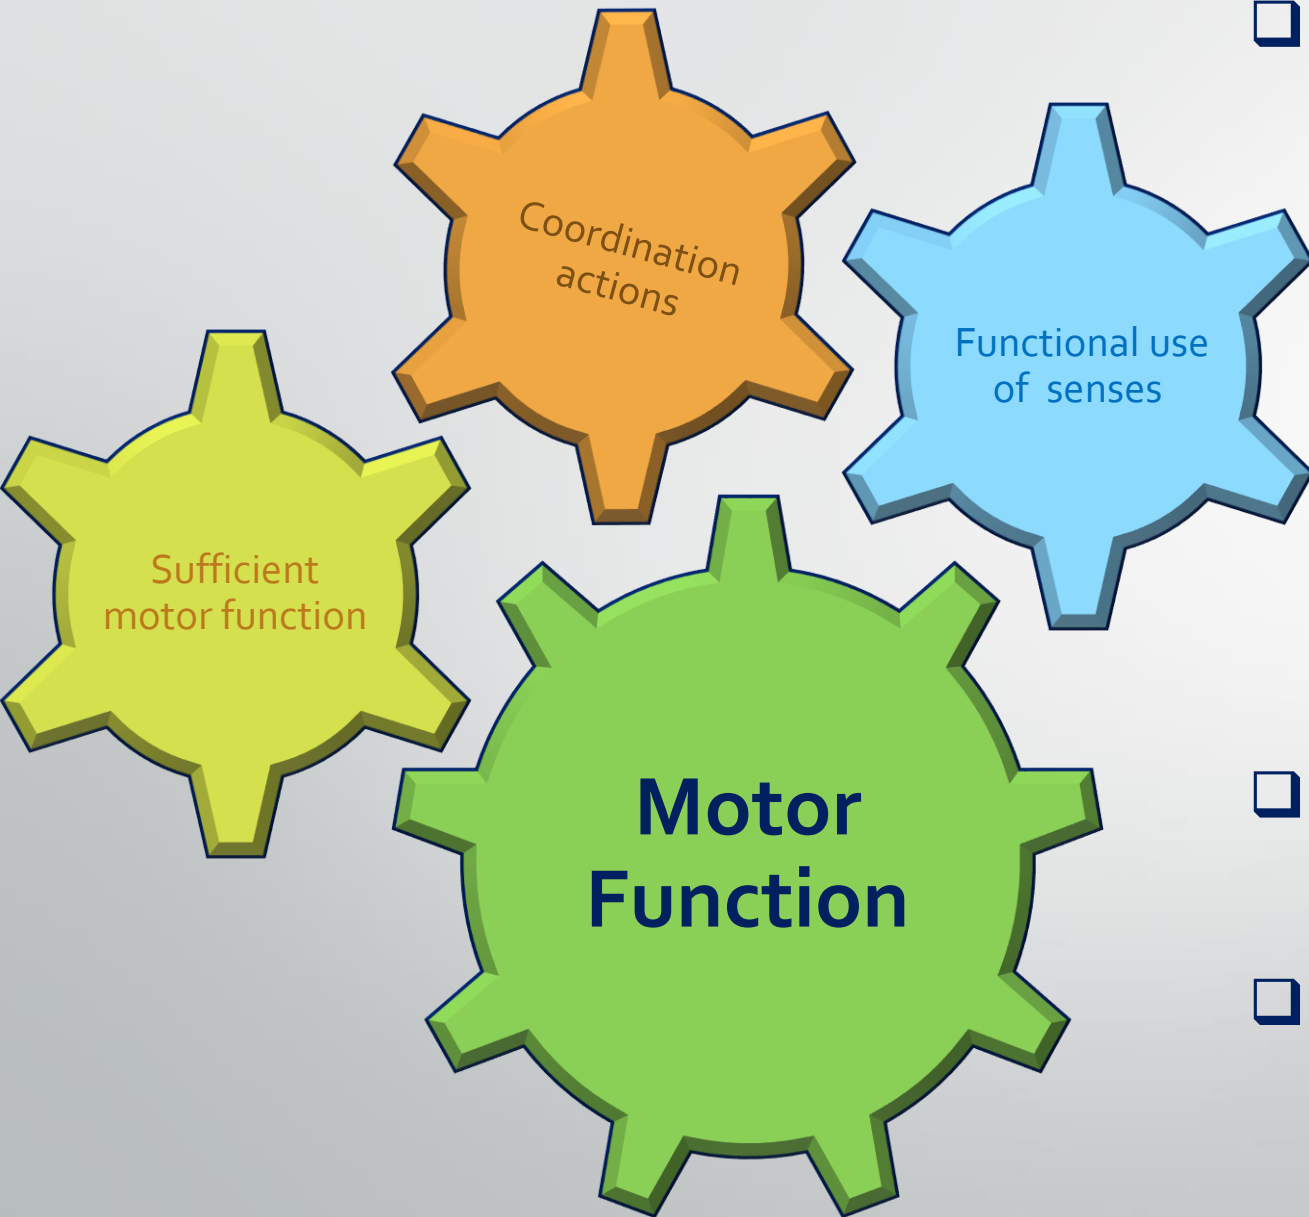 Coordination
actions
Functional use
of senses
Sufficient
motor function
Motor
Function